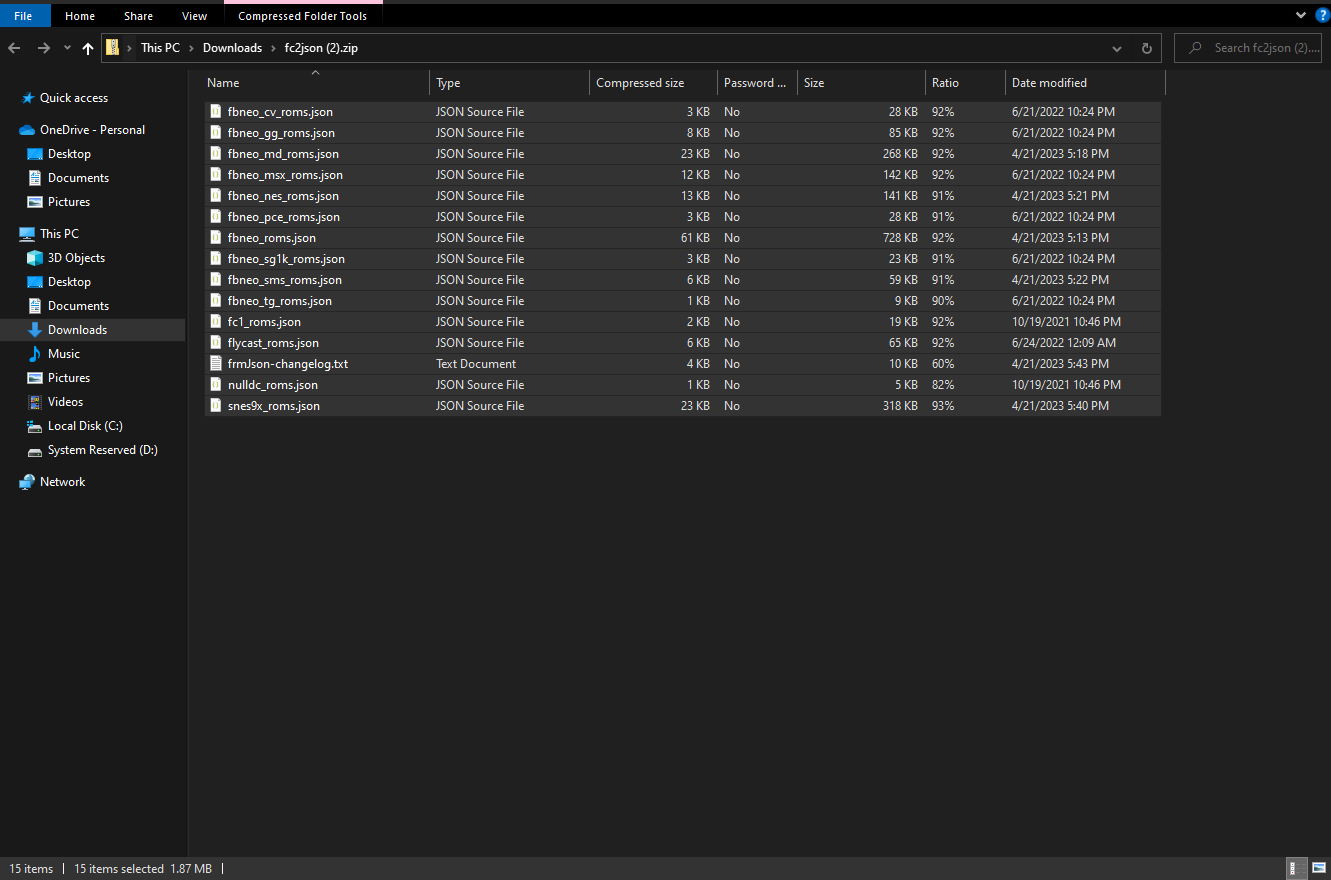 File Home Share View Compressed Folder Tools ?
This PC Downloads fc2json (2).zip Search fc2json (2)....
Name Type Compressed size Password ... Size Ratio Date modified
Quick access
OneDrive - Personal
Desktop
Documents
Pictures
This PC
3D Objects
Desktop
Documents
Downloads
Music
Pictures
Videos
Local Disk (C:)
System Reserved (D:)
Network
fbneo_cv_roms.json JSON Source File 3 KB No 28 KB 92% 6/21/2022 10:24 PM
fbneo_gg_roms.json JSON Source File 8 KB No 85 KB 92% 6/21/2022 10:24 PM
fbneo_md_roms.json JSON Source File 23 KB No 268 KB 92% 4/21/2023 5:18 PM
fbneo_msx_roms.json JSON Source File 12 KB No 142 KB 92% 6/21/2022 10:24 PM
fbneo_nes_roms.json JSON Source File 13 KB No 141 KB 91% 4/21/2023 5:21 PM
fbneo_pce_roms.json JSON Source File 3 KB No 28 KB 91% 6/21/2022 10:24 PM
fbneo_roms.json JSON Source File 61 KB No 728 KB 92% 4/21/2023 5:13 PM
fbneo_sg1k_roms.json JSON Source File 3 KB No 23 KB 91% 6/21/2022 10:24 PM
fbneo_sms_roms.json JSON Source File 6 KB No 59 KB 91% 4/21/2023 5:22 PM
fbneo_tg_roms.json JSON Source File 1 KB No 9 KB 90% 6/21/2022 10:24 PM
fc1_roms.json JSON Source File 2 KB No 19 KB 92% 10/19/2021 10:46 PM
flycast_roms.json JSON Source File 6 KB No 65 KB 92% 6/24/2022 12:09 AM
frmJson-changelog.txt Text Document 4 KB No 10 KB 60% 4/21/2023 5:43 PM
nulldc_roms.json JSON Source File 1 KB No 5 KB 82% 10/19/2021 10:46 PM
snes9x_roms.json JSON Source File 23 KB No 318 KB 93% 4/21/2023 5:40 PM
15 items 15 items selected 1.87 MB